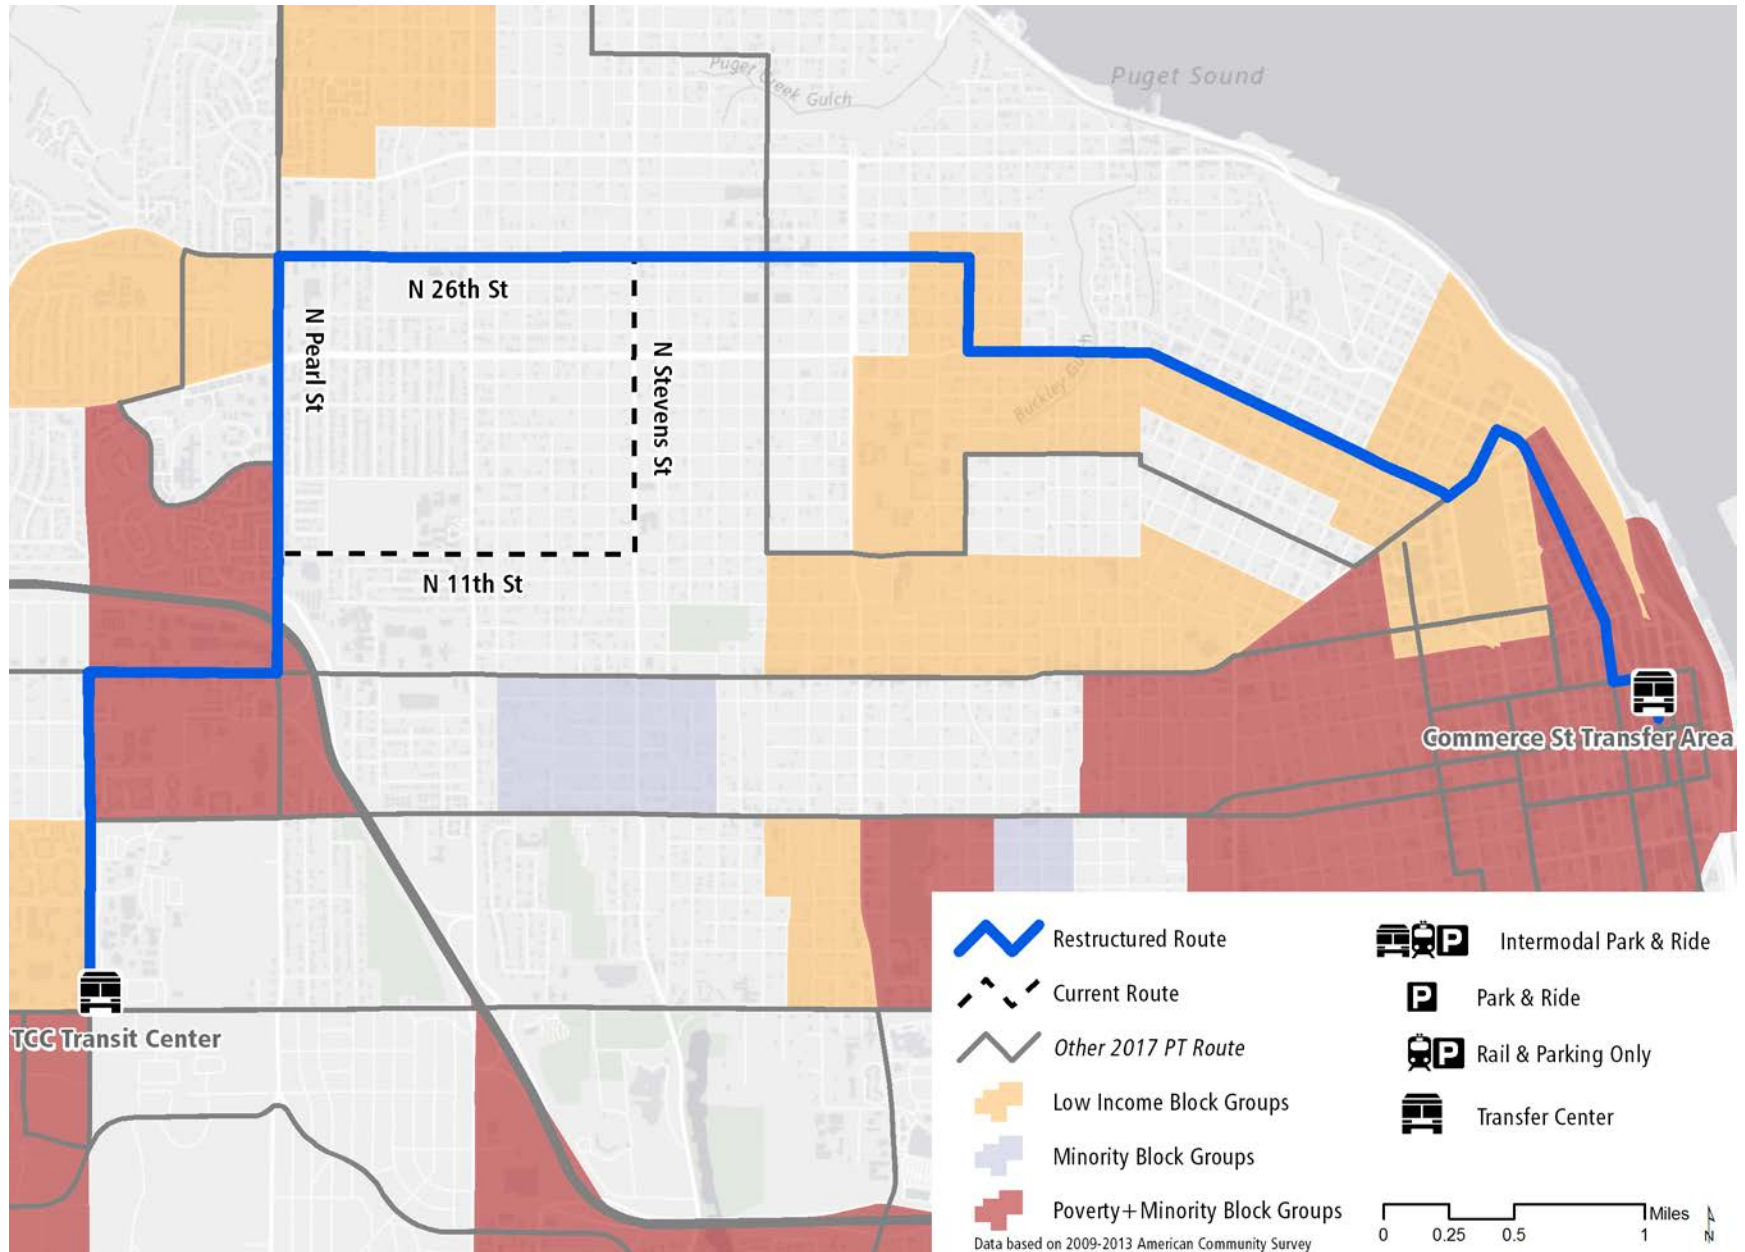 Puget Sound
Puget Creek Gulch
N 26th St
N Pearl St
N Stevens St
Buckley Gulch
N 11th St
Commerce St Transfer Area
TCC Transit Center
Restructured Route
Current Route
Other 2017 PT Route
Low Income Block Groups
Minority Block Groups
Poverty+Minority Block Groups
Data based on 2009-2013 American Community Survey
P
Intermodal Park & Ride
P
Park & Ride
P
Rail & Parking Only
Transfer Center
Miles
0 0.25 0.5 1
N